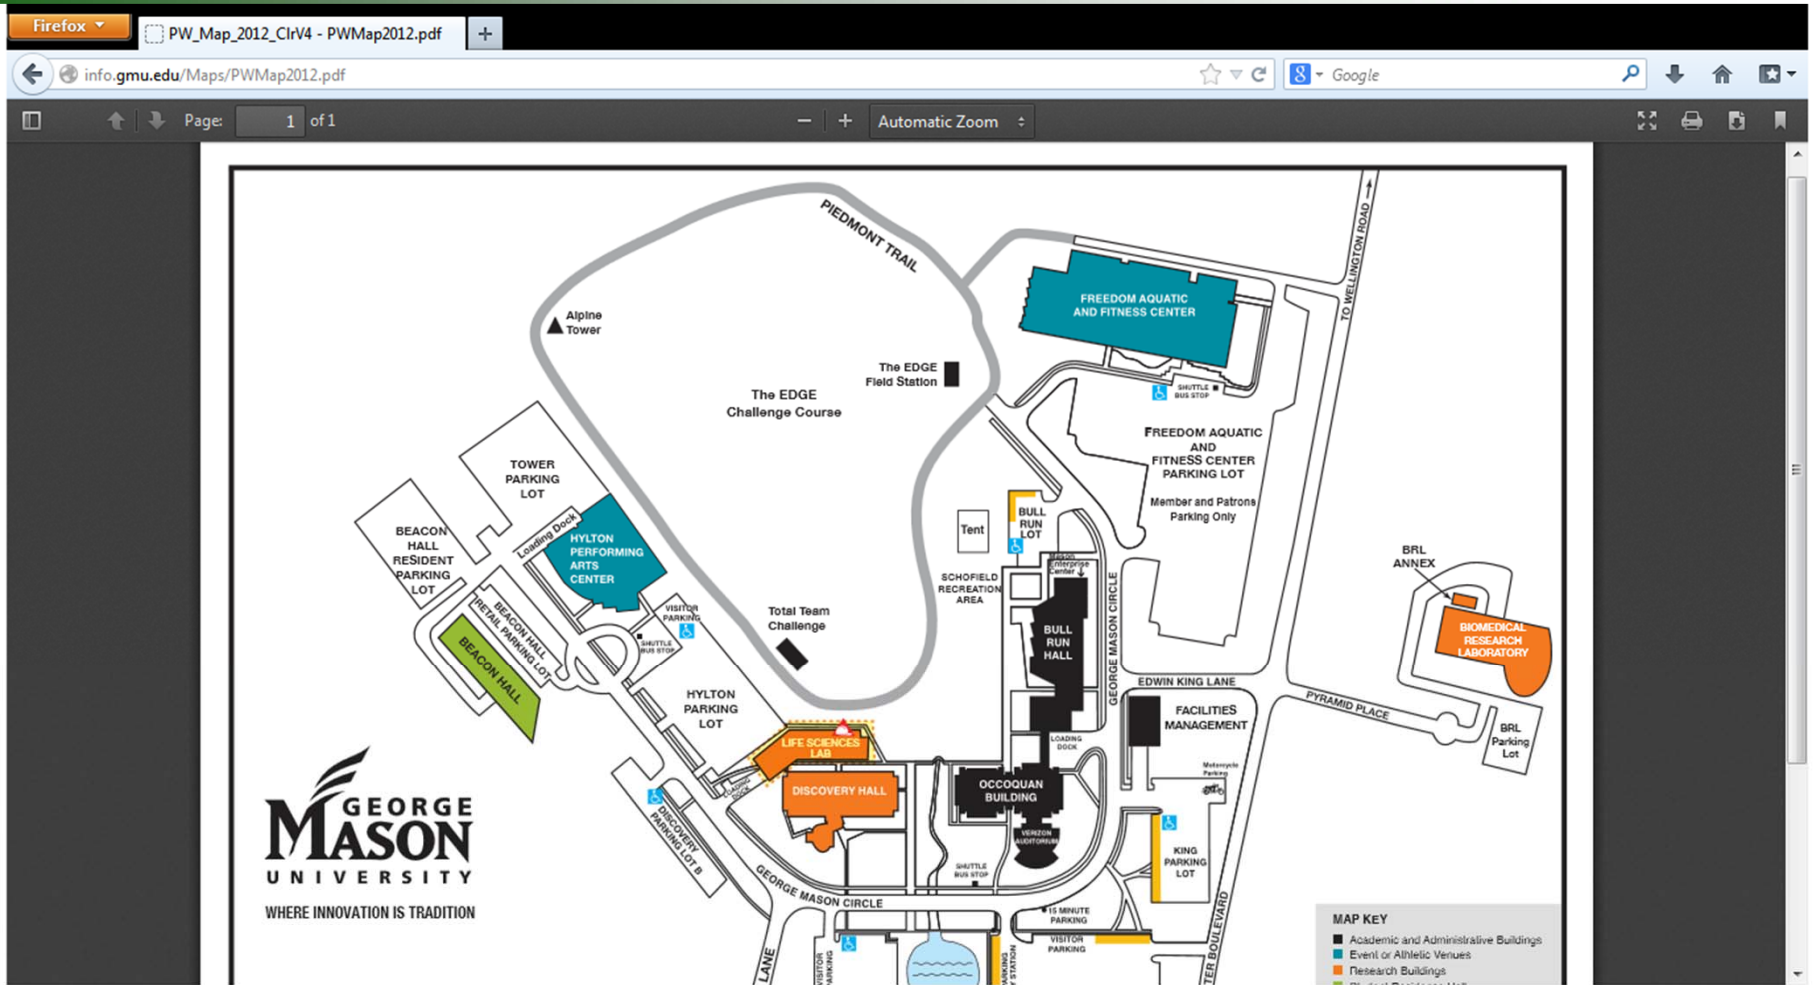 Firefox
PW_Map_2012_ClrV4 - PWMap2012.pdf
info.gmu.edu/Maps/PWMap2012.pdf
Google
Page: 1 of 1
Automatic Zoom
PIEDMONT TRAIL
TO WELLINGTON ROAD
FREEDOM AQUATIC
AND FITNESS CENTER
Alpine
Tower
The EDGE
Field Station
The EDGE
Challenge Course
SHUTTLE
BUS STOP
FREEDOM AQUATIC
AND
FITNESS CENTER
PARKING LOT
Member and Patrons
Parking Only
TOWER
PARKING
LOT
BEACON
HALL
RESIDENT
PARKING
LOT
Loading Dock
HYLTON
PERFORMING
ARTS
CENTER
Tent
BULL
RUN
LOT
Mason
Enterprise
Center
SCHOFIELD
RECREATION
AREA
BRL
ANNEX
BIOMEDICAL
RESEARCH
LABORATORY
BEACON HALL
RETAIL PARKING LOT
BEACON HALL
VISITOR
PARKING
SHUTTLE
BUS STOP
Total Team
Challenge
BULL
RUN
HALL
GEORGE MASON CIRCLE
EDWIN KING LANE
PYRAMID PLACE
BRL
Parking
Lot
HYLTON
PARKING
LOT
FACILITIES
MANAGEMENT
LOADING
DOCK
LIFE SCIENCES
LAB
DISCOVERY HALL
LOADING
DOCK
OCCOQUAN
BUILDING
VERIZON
AUDITORIUM
Motorcycle
Parking
DISCOVERY
PARKING LOT B
KING
PARKING
LOT
SHUTTLE
BUS STOP
GEORGE MASON CIRCLE
15 MINUTE
PARKING
VISITOR
PARKING
GEORGE
MASON
UNIVERSITY
WHERE INNOVATION IS TRADITION
LANE
MAP KEY
Academic and Administrative Buildings
Event or Athletic Venues
Research Buildings